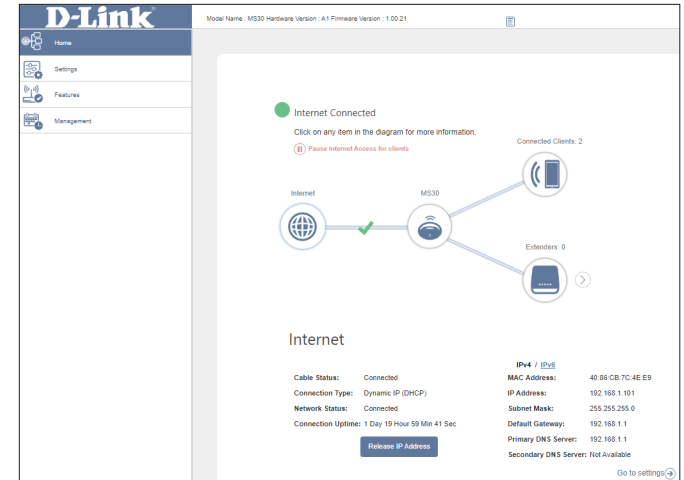 D-Link
Model Name : MS30 Hardware Version : A1 Firmware Version : 1.00.21
Home
Settings
Features
Management
Internet Connected
Click on any item in the diagram for more information.
Pause Internet Access for clients
Connected Clients: 2
Internet
MS30
Extenders: 0
Internet
IPv4 / IPv6
Cable Status: Connected
MAC Address: 40:86:CB:7C:4E:E9
Connection Type: Dynamic IP (DHCP)
IP Address: 192.168.1.101
Network Status: Connected
Subnet Mask: 255.255.255.0
Connection Uptime: 1 Day 19 Hour 59 Min 41 Sec
Default Gateway: 192.168.1.1
Release IP Address
Primary DNS Server: 192.168.1.1
Secondary DNS Server: Not Available
Go to settings